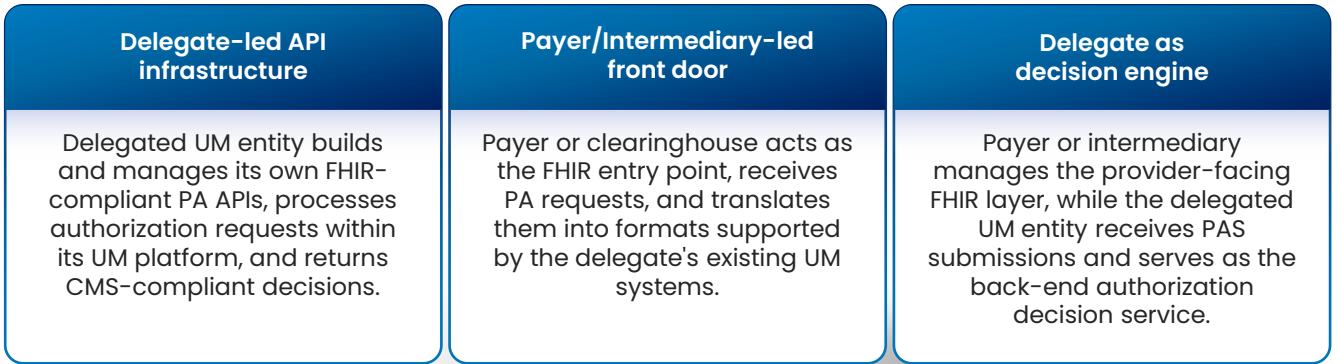 Delegate-led API
infrastructure
Delegated UM entity builds
and manages its own FHIR-
compliant PA APIs, processes
authorization requests within
its UM platform, and returns
CMS-compliant decisions.
Payer/Intermediary-led
front door
Payer or clearinghouse acts as
the FHIR entry point, receives
PA requests, and translates
them into formats supported
by the delegate's existing UM
systems.
Delegate as
decision engine
Payer or intermediary
manages the provider-facing
FHIR layer, while the delegated
UM entity receives PAS
submissions and serves as the
back-end authorization
decision service.